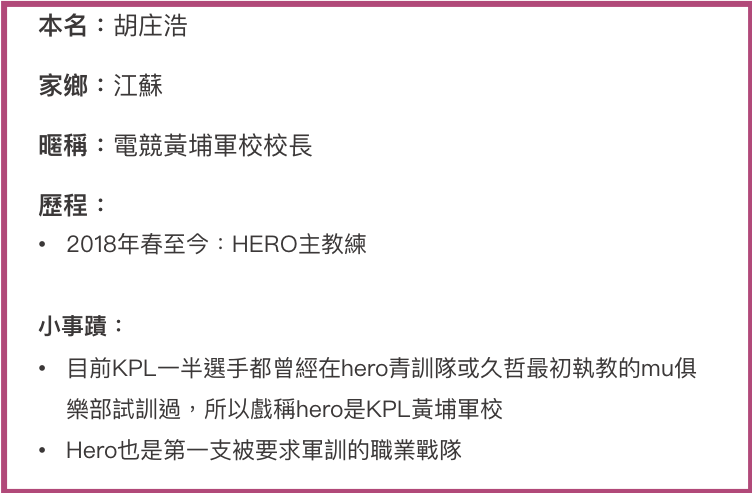 本名：胡庄浩
家鄉：江蘇
暱稱：電競黃埔軍校校長
歷程：
• 2018年春至今：HERO主教練
小事蹟：
• 目前KPL一半選手都曾經在hero青訓隊或久哲最初執教的mu俱
樂部試訓過，所以戲稱hero是KPL黃埔軍校
• Hero也是第一支被要求軍訓的職業戰隊